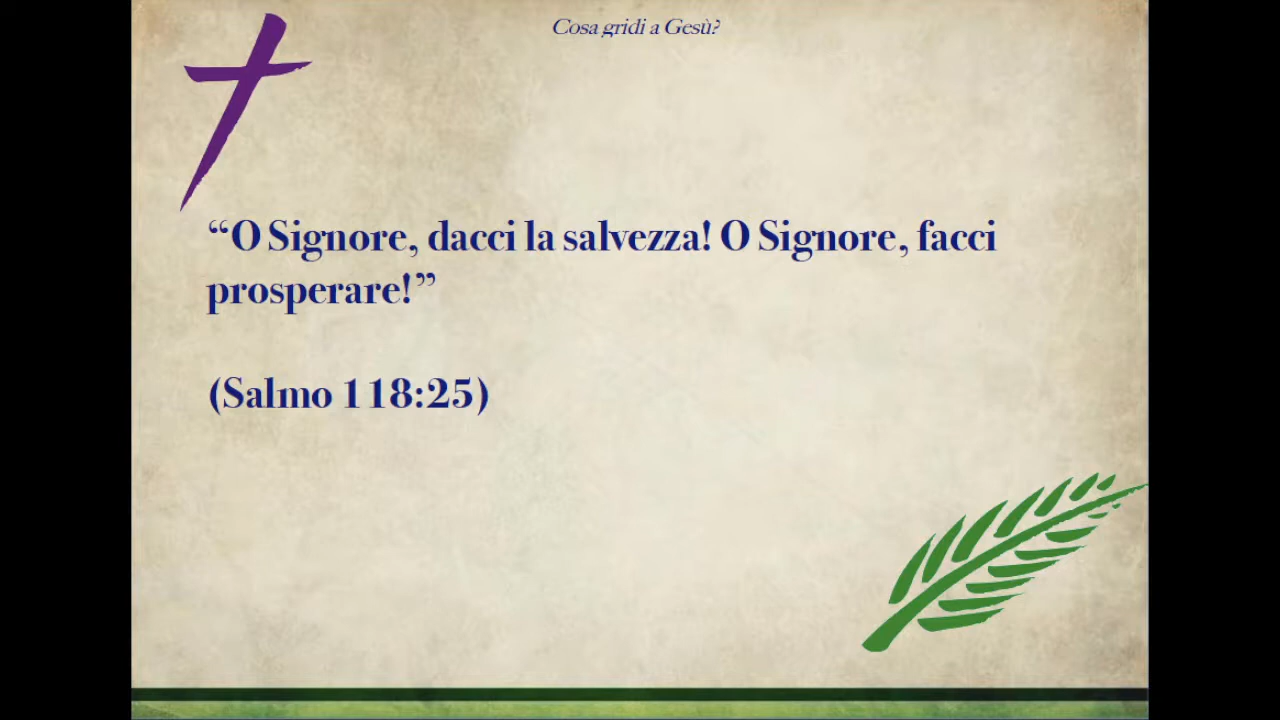 Cosa gridi a Gesù?
“O Signore, dacci la salvezza! O Signore, facci
prosperare!”
(Salmo 118:25)